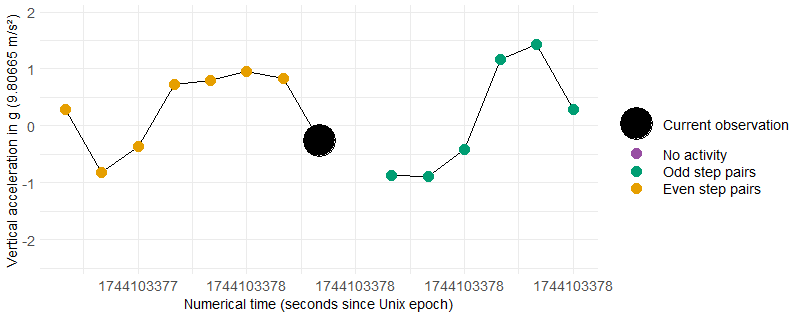 Vertical acceleration in g (9.80665 m/s²)
2
1
0
-1
-2
1744103377
1744103378
1744103378
1744103378
1744103378
Numerical time (seconds since Unix epoch)
Current observation
No activity
Odd step pairs
Even step pairs